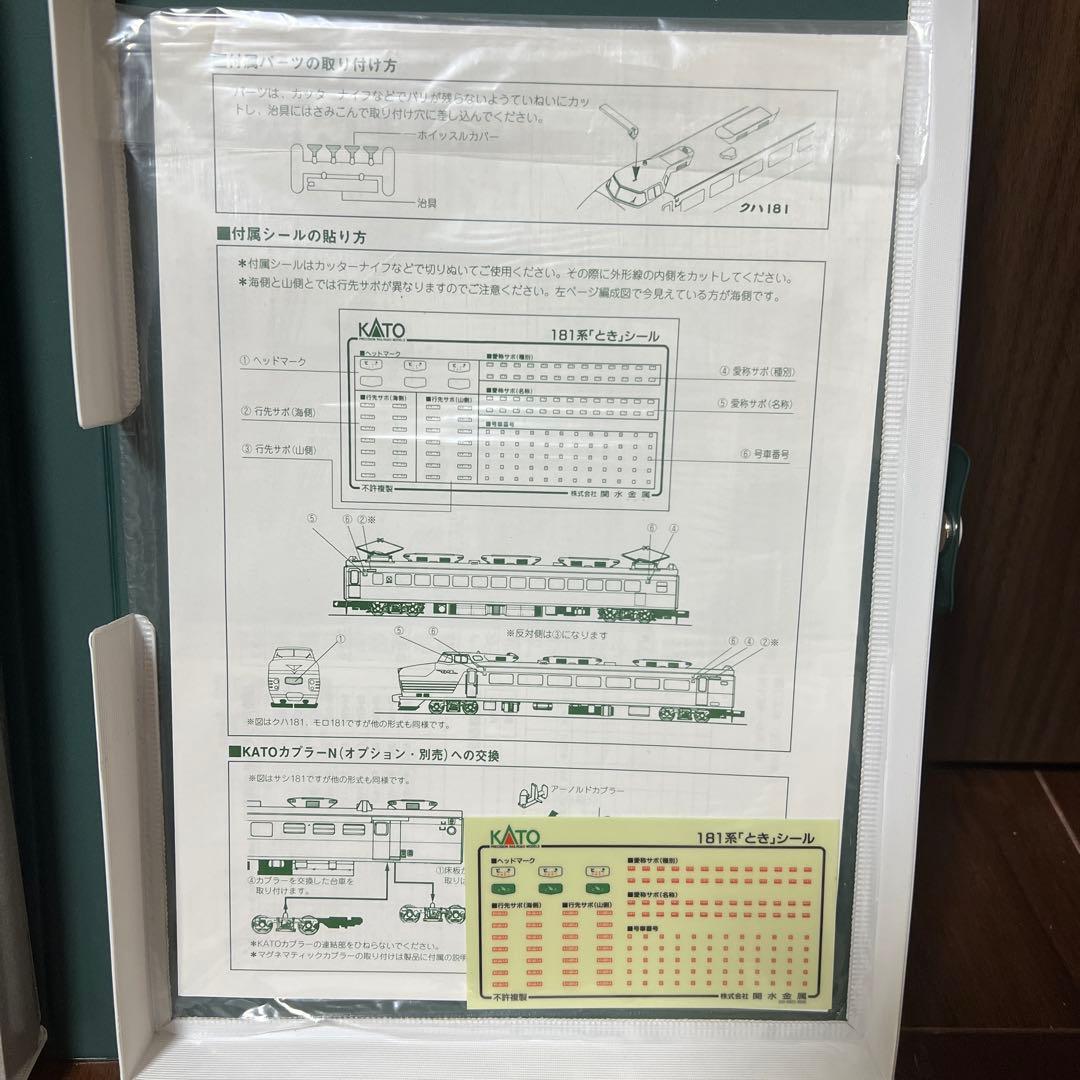 ■付属パーツの取り付け方
パーツは、カッターナイフなどでバリが残らないようていねいにカッ
トし、治具にはさみこんで取り付け穴に差し込んでください。
ホイッスルカバー
治具
クハ181
■付属シールの貼り方
＊付属シールはカッターナイフなどで切りぬいてご使用ください。その際に外形線の内側をカットしてください。
＊海側と山側とでは行先サボが異なりますのでご注意ください。左ページ編成図で今見えている方が海側です。
KATO
PRECISION RAILROAD MODELS
181系「とき」シール
■ヘッドマーク
■愛称サボ(種別)
■愛称サボ(名称)
■行先サボ(海側)
■行先サボ(山側)
■号車番号
不許複製
株式会社 関水金属
① ヘッドマーク
② 行先サボ(海側)
③ 行先サボ(山側)
④ 愛称サボ(種別)
⑤ 愛称サボ(名称)
⑥ 号車番号
⑤ ⑥ ②※ ⑥ ④
※反対側は③になります
① ⑤ ⑥ ⑥ ④ ②※
※図はクハ181、モロ181ですが他の形式も同様です。
■KATOカプラーN(オプション・別売)への交換
※図はサシ181ですが他の形式も同様です。
アーノルドカプラー
①床板か
取りは
④カプラーを交換した台車を
取り付けます。
＊KATOカプラーの連結部をひねらないでください。
＊マグネマティックカプラーの取り付けは製品に付属の説明
KATO
PRECISION RAILROAD MODELS
181系「とき」シール
■ヘッドマーク
■愛称サボ(種別)
■愛称サボ(名称)
■行先サボ(海側)
■行先サボ(山側)
■号車番号
不許複製
株式会社 関水金属